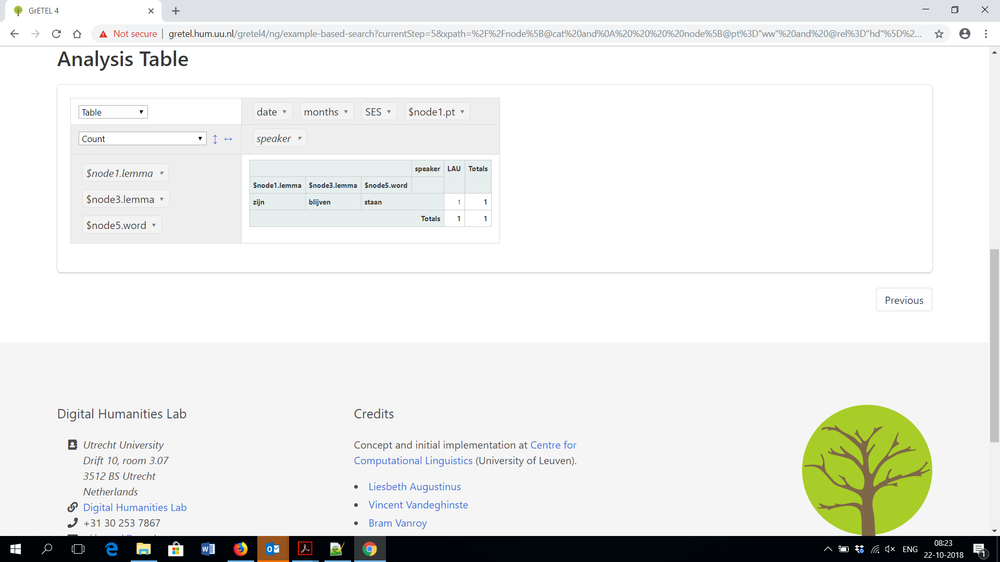 GrETEL 4
Not secure | gretel.hum.uu.nl/gretel4/ng/example-based-search?currentStep=5&xpath=%2F%2Fnode%5B@cat%20and%0A%20%20%20%20node%5B@pt%3D"ww"%20and%20@rel%3D"hd"%5D%2...
Analysis Table
Table
date months SES $node1.pt
Count
speaker
$node1.lemma
$node3.lemma
$node5.word
speaker LAU Totals
$node1.lemma $node3.lemma $node5.word
zijn blijven staan 1 1
Totals 1 1
Previous
Digital Humanities Lab
Utrecht University
Drift 10, room 3.07
3512 BS Utrecht
Netherlands
Digital Humanities Lab
+31 30 253 7867
Credits
Concept and initial implementation at Centre for
Computational Linguistics (University of Leuven).
Liesbeth Augustinus
Vincent Vandeghinste
Bram Vanroy
ENG
08:23
22-10-2018
1